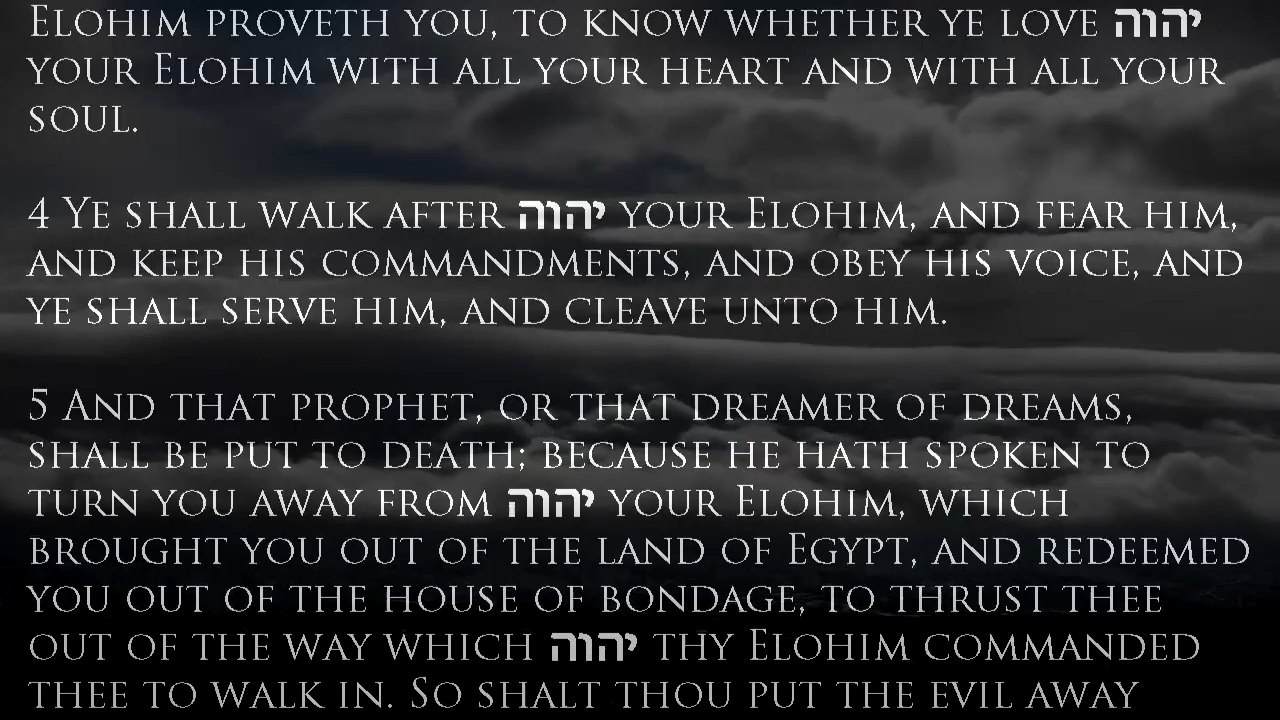 Elohim proveth you, to know whether ye love יהוה
your Elohim with all your heart and with all your
soul.
4 Ye shall walk after יהוה your Elohim, and fear him,
and keep his commandments, and obey his voice, and
ye shall serve him, and cleave unto him.
5 And that prophet, or that dreamer of dreams,
shall be put to death; because he hath spoken to
turn you away from יהוה your Elohim, which
brought you out of the land of Egypt, and redeemed
you out of the house of bondage, to thrust thee
out of the way which יהוה thy Elohim commanded
thee to walk in. So shalt thou put the evil away